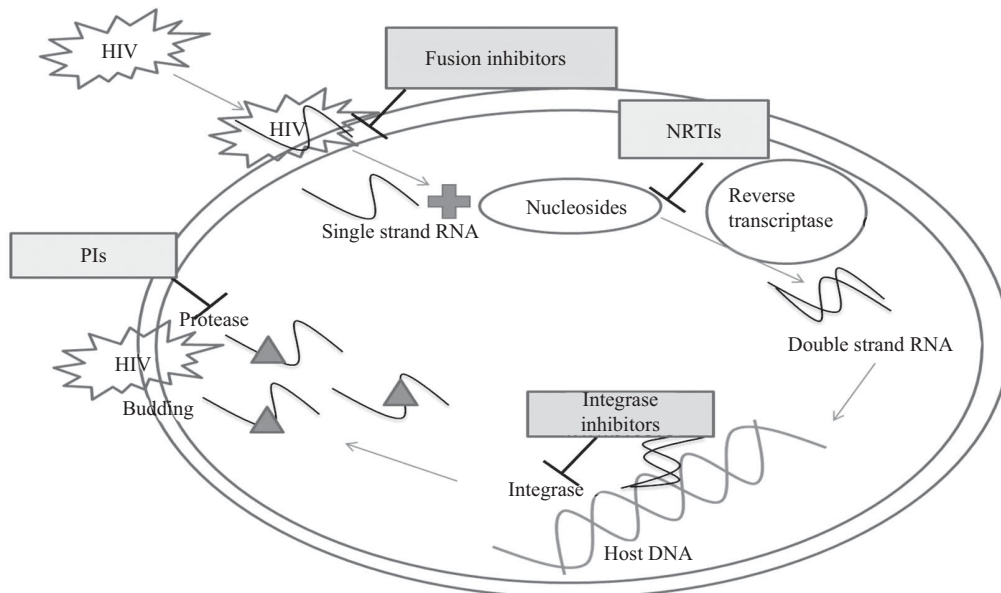 HIV
Fusion inhibitors
HIV
NRTIs
Reverse
transcriptase
Nucleosides
Single strand RNA
PIs
Protease
Double strand RNA
HIV
Budding
Integrase
inhibitors
Integrase
Host DNA